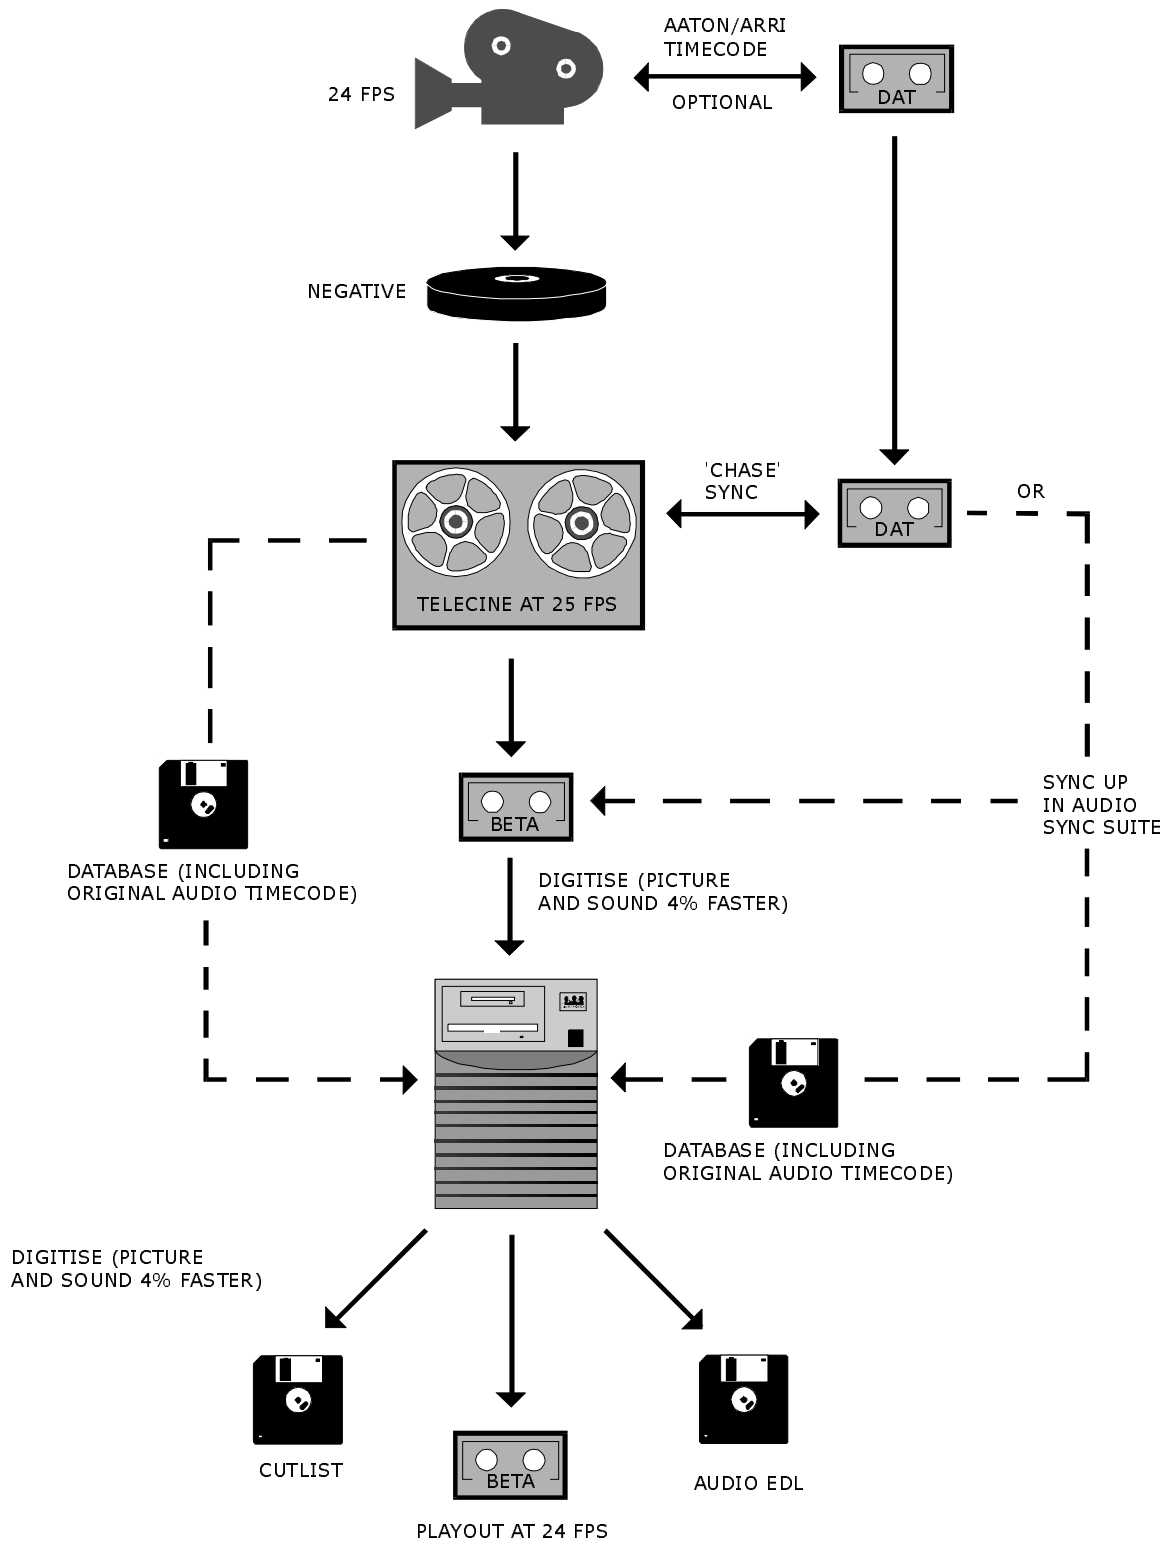 AATON/ARRI
TIMECODE
24 FPS
OPTIONAL
DAT
NEGATIVE
'CHASE'
SYNC
OR
DAT
TELECINE AT 25 FPS
SYNC UP
IN AUDIO
SYNC SUITE
BETA
DATABASE (INCLUDING
ORIGINAL AUDIO TIMECODE)
DIGITISE (PICTURE
AND SOUND 4% FASTER)
DATABASE (INCLUDING
ORIGINAL AUDIO TIMECODE)
DIGITISE (PICTURE
AND SOUND 4% FASTER)
CUTLIST
BETA
AUDIO EDL
PLAYOUT AT 24 FPS